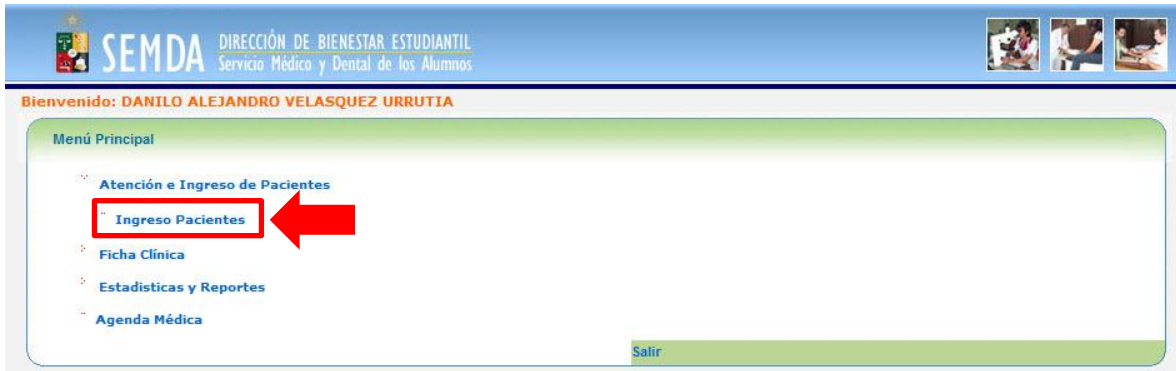 SEMDA
DIRECCIÓN DE BIENESTAR ESTUDIANTIL
Servicio Médico y Dental de los Alumnos
Bienvenido: DANILO ALEJANDRO VELASQUEZ URRUTIA
Menú Principal
Atención e Ingreso de Pacientes
Ingreso Pacientes
Ficha Clínica
Estadisticas y Reportes
Agenda Médica
Salir